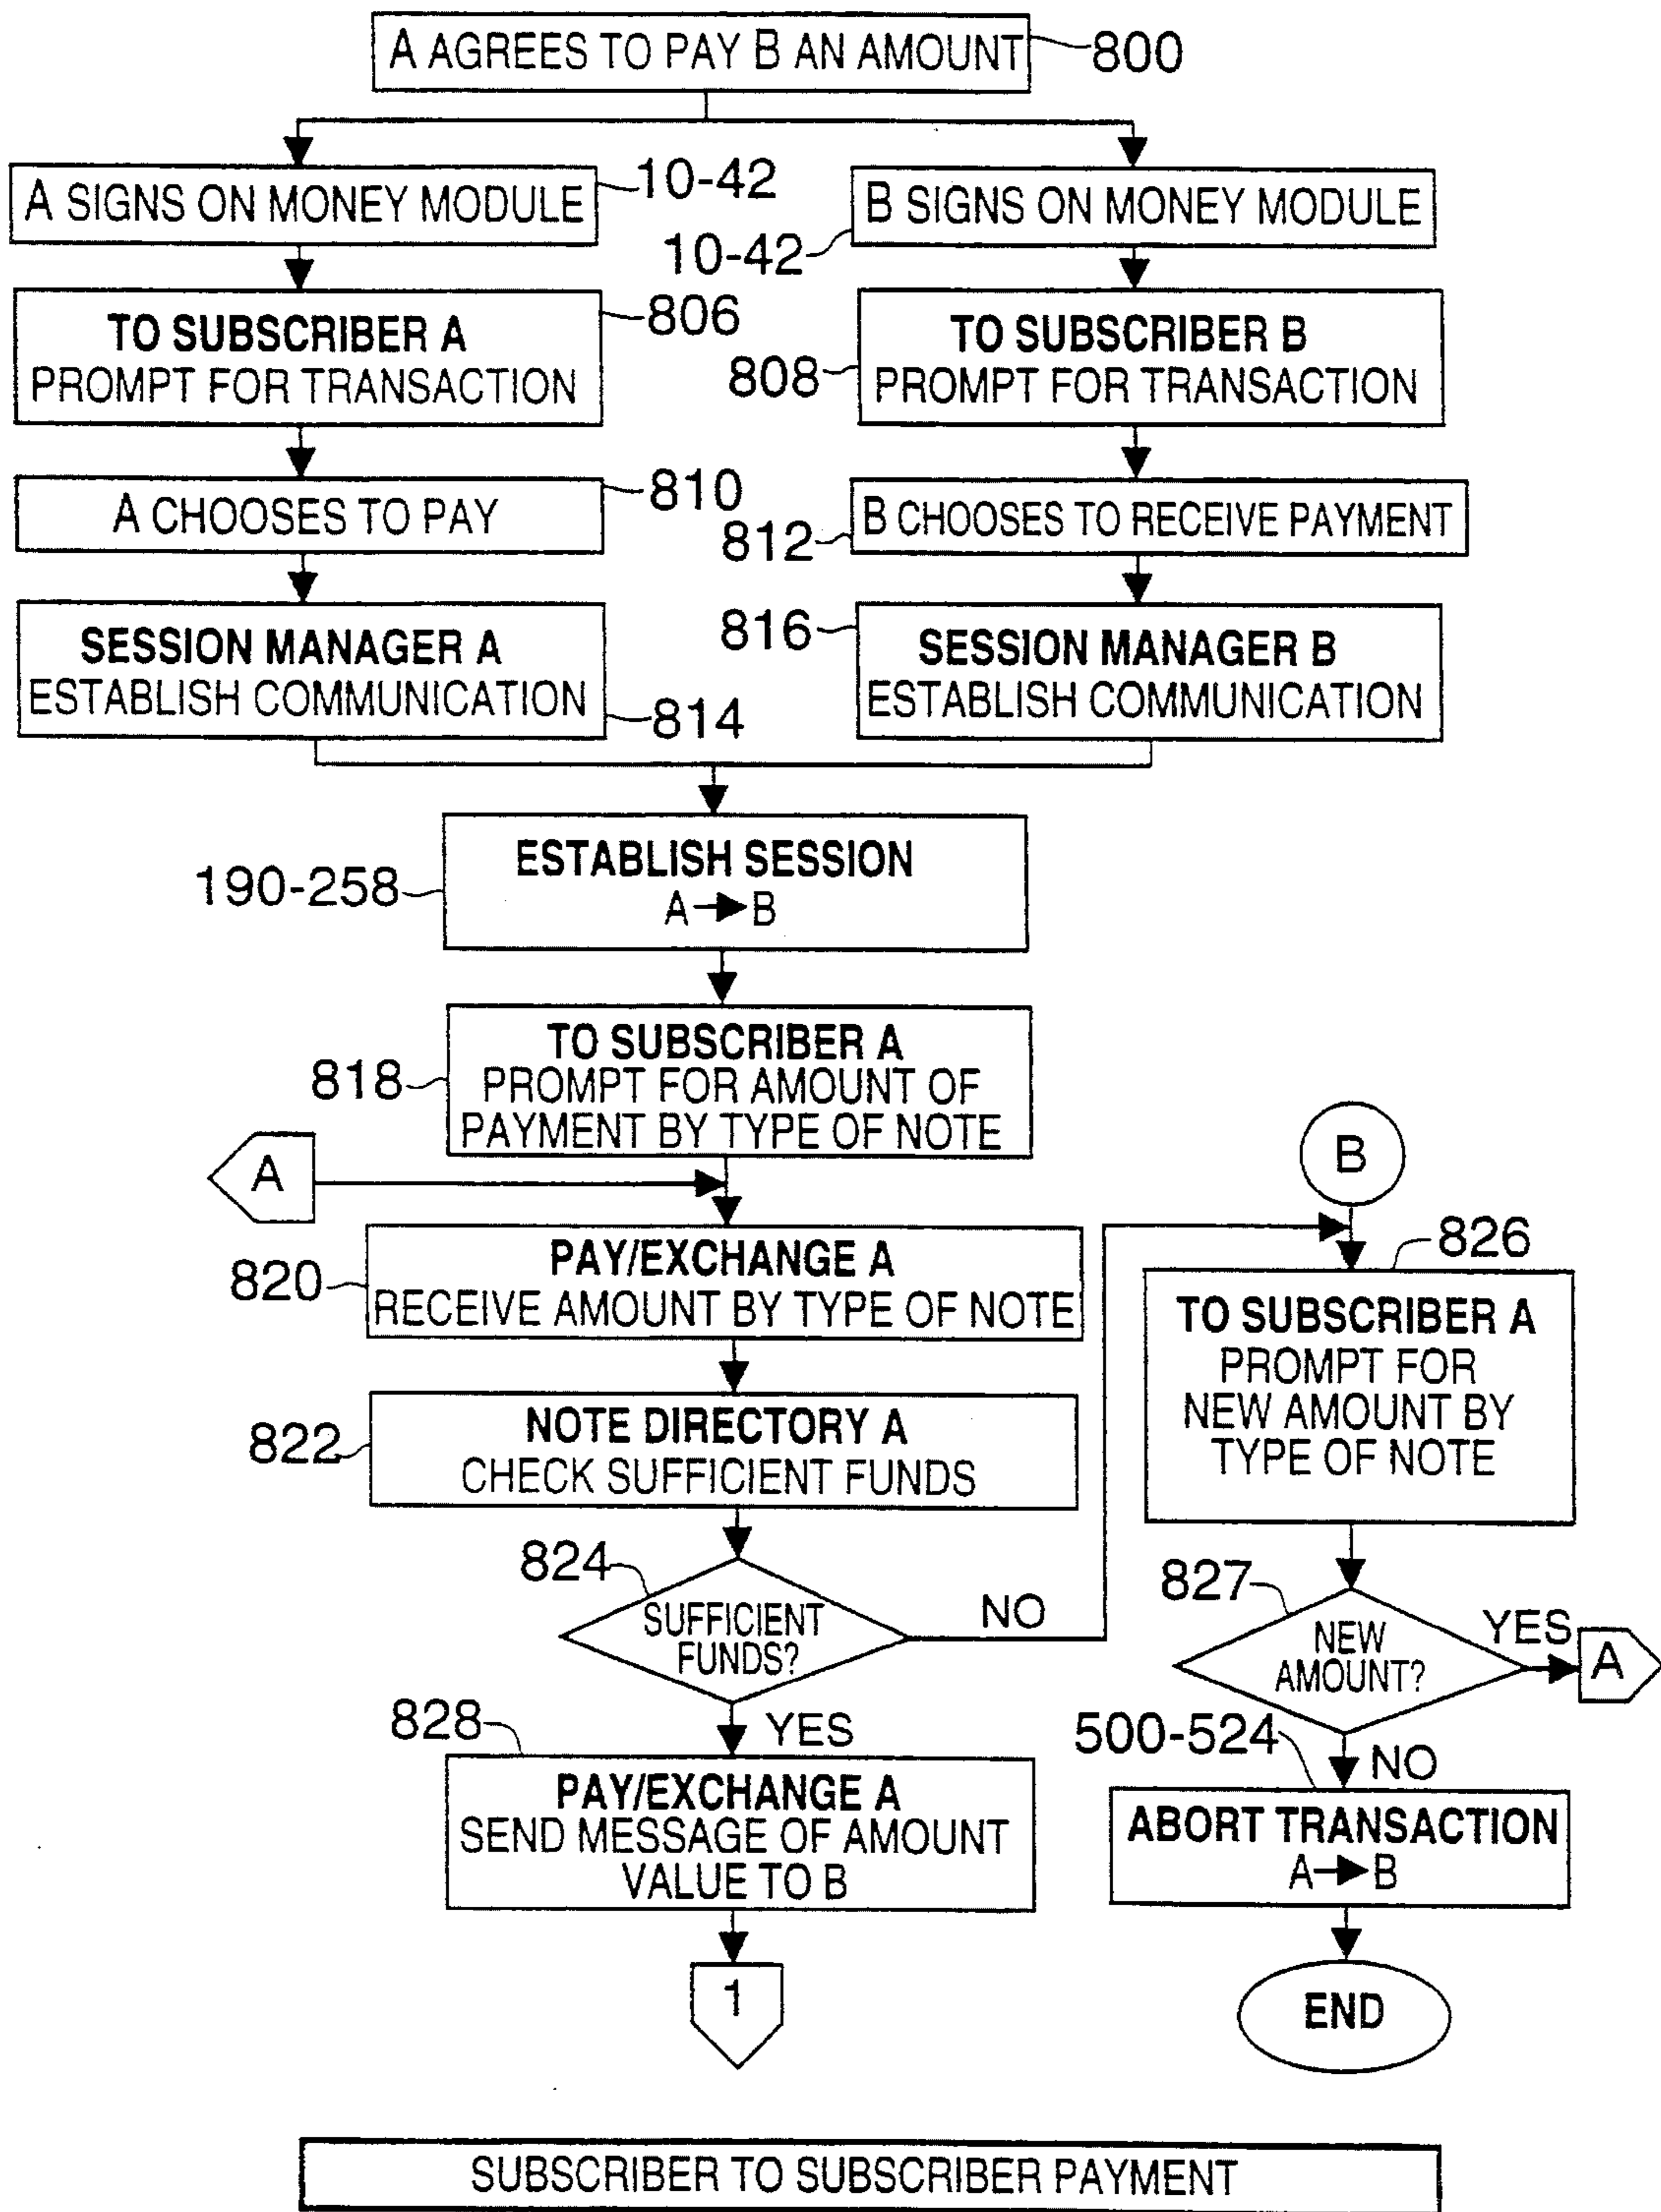 A AGREES TO PAY B AN AMOUNT
800
A SIGNS ON MONEY MODULE
10-42
B SIGNS ON MONEY MODULE
10-42
TO SUBSCRIBER A
PROMPT FOR TRANSACTION
806
TO SUBSCRIBER B
PROMPT FOR TRANSACTION
808
A CHOOSES TO PAY
810
B CHOOSES TO RECEIVE PAYMENT
812
SESSION MANAGER A
ESTABLISH COMMUNICATION
814
816
SESSION MANAGER B
ESTABLISH COMMUNICATION
ESTABLISH SESSION
A → B
190-258
TO SUBSCRIBER A
PROMPT FOR AMOUNT OF
PAYMENT BY TYPE OF NOTE
818
A
B
PAY/EXCHANGE A
RECEIVE AMOUNT BY TYPE OF NOTE
820
826
TO SUBSCRIBER A
PROMPT FOR
NEW AMOUNT BY
TYPE OF NOTE
NOTE DIRECTORY A
CHECK SUFFICIENT FUNDS
822
824
SUFFICIENT
FUNDS?
NO
827
NEW
AMOUNT?
YES
A
YES
828
PAY/EXCHANGE A
SEND MESSAGE OF AMOUNT
VALUE TO B
500-524
NO
ABORT TRANSACTION
A → B
1
END
SUBSCRIBER TO SUBSCRIBER PAYMENT